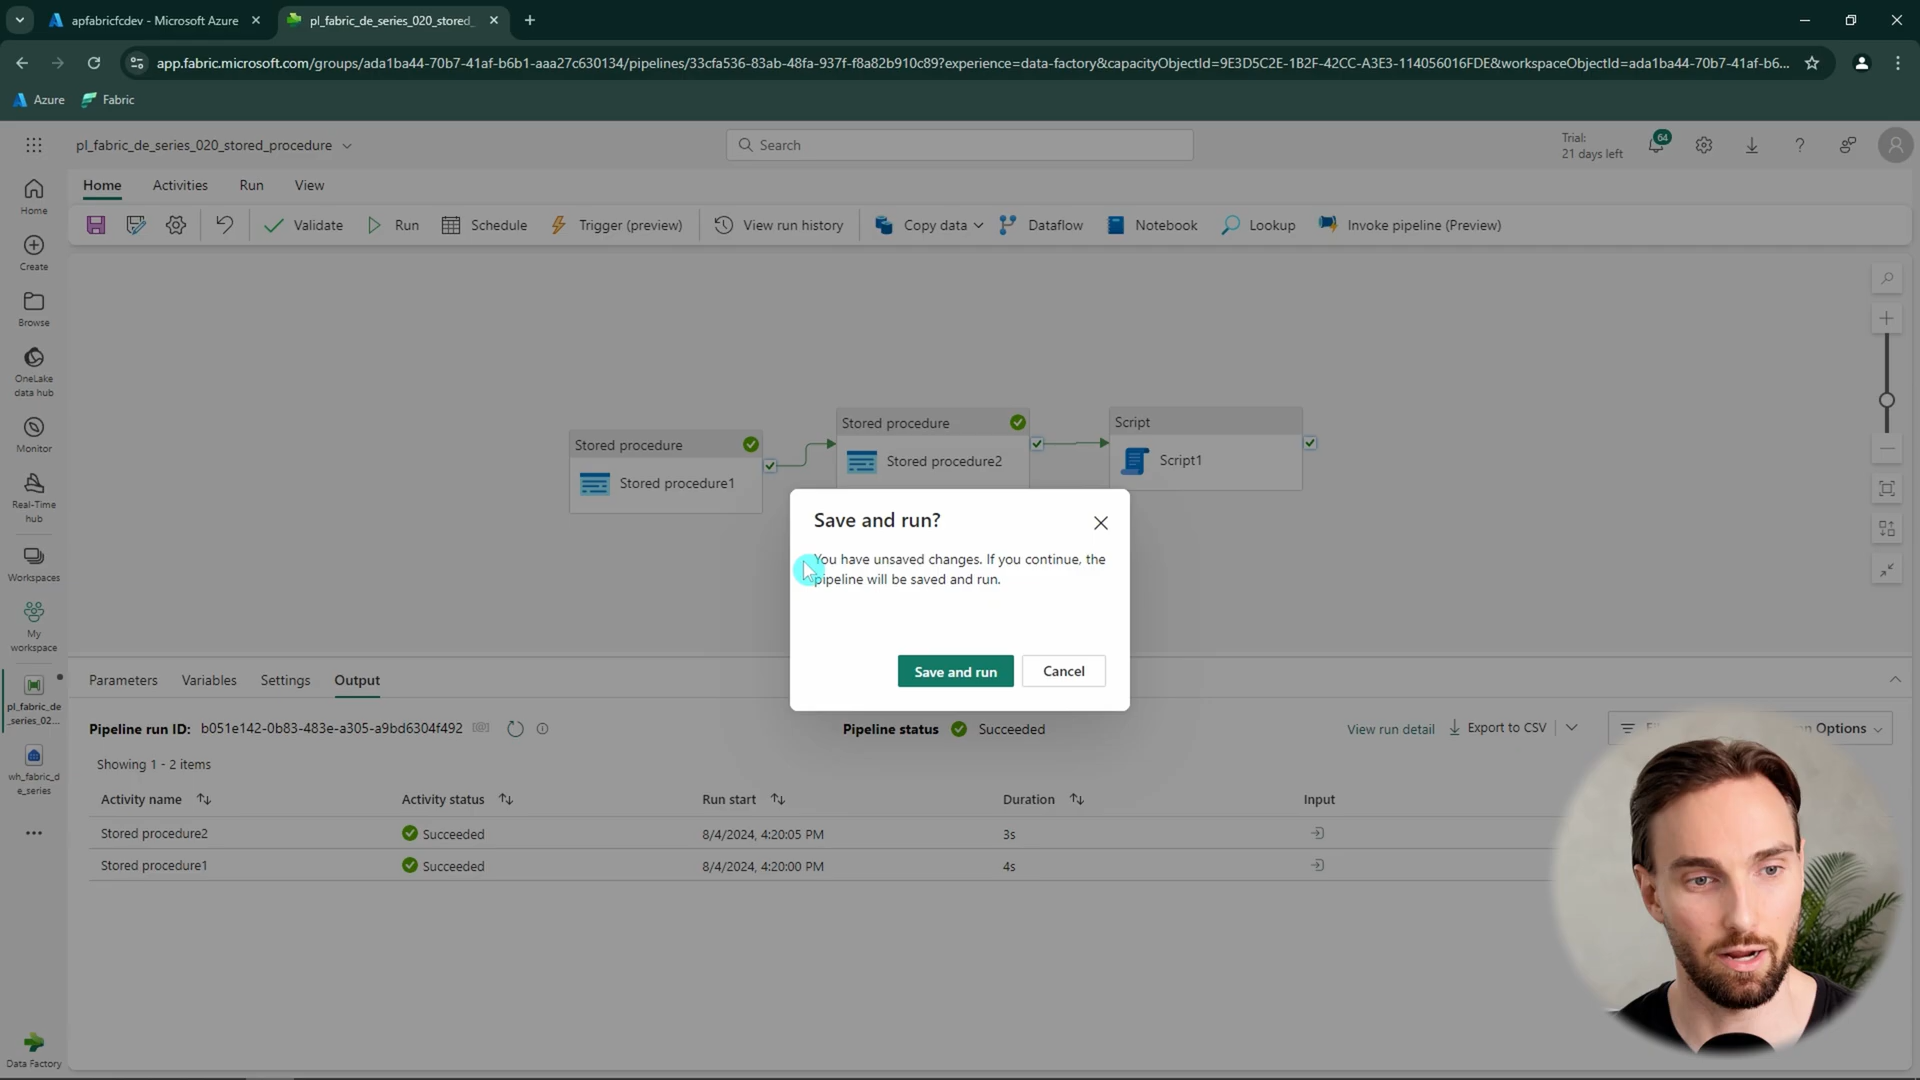 apfabricfcdev - Microsoft Azure
pl_fabric_de_series_020_stored_
app.fabric.microsoft.com/groups/ada1ba44-70b7-41af-b6b1-aaa27c630134/pipelines/33cfa536-83ab-48fa-937f-f8a82b910c89?experience=data-factory&capacityObjectId=9E3D5C2E-1B2F-42CC-A3E3-114056016FDE&workspaceObjectId=ada1ba44-70b7-41af-b6...
Azure
Fabric
pl_fabric_de_series_020_stored_procedure
Search
Trial:
21 days left
64
Home
Activities
Run
View
Validate
Run
Schedule
Trigger (preview)
View run history
Copy data
Dataflow
Notebook
Lookup
Invoke pipeline (Preview)
Home
Create
Browse
OneLake
data hub
Monitor
Real-Time
hub
Workspaces
My
workspace
pl_fabric_de
_series_02...
wh_fabric_d
e_series
Data Factory
Stored procedure
Stored procedure1
Stored procedure
Stored procedure2
Script
Script1
Save and run?
You have unsaved changes. If you continue, the
pipeline will be saved and run.
Save and run
Cancel
Parameters
Variables
Settings
Output
Pipeline run ID: b051e142-0b83-483e-a305-a9bd6304f492
Pipeline status
Succeeded
View run detail
Export to CSV
Options
Showing 1 - 2 items
Activity name
Activity status
Run start
Duration
Input
Stored procedure2
Succeeded
8/4/2024, 4:20:05 PM
3s
Stored procedure1
Succeeded
8/4/2024, 4:20:00 PM
4s